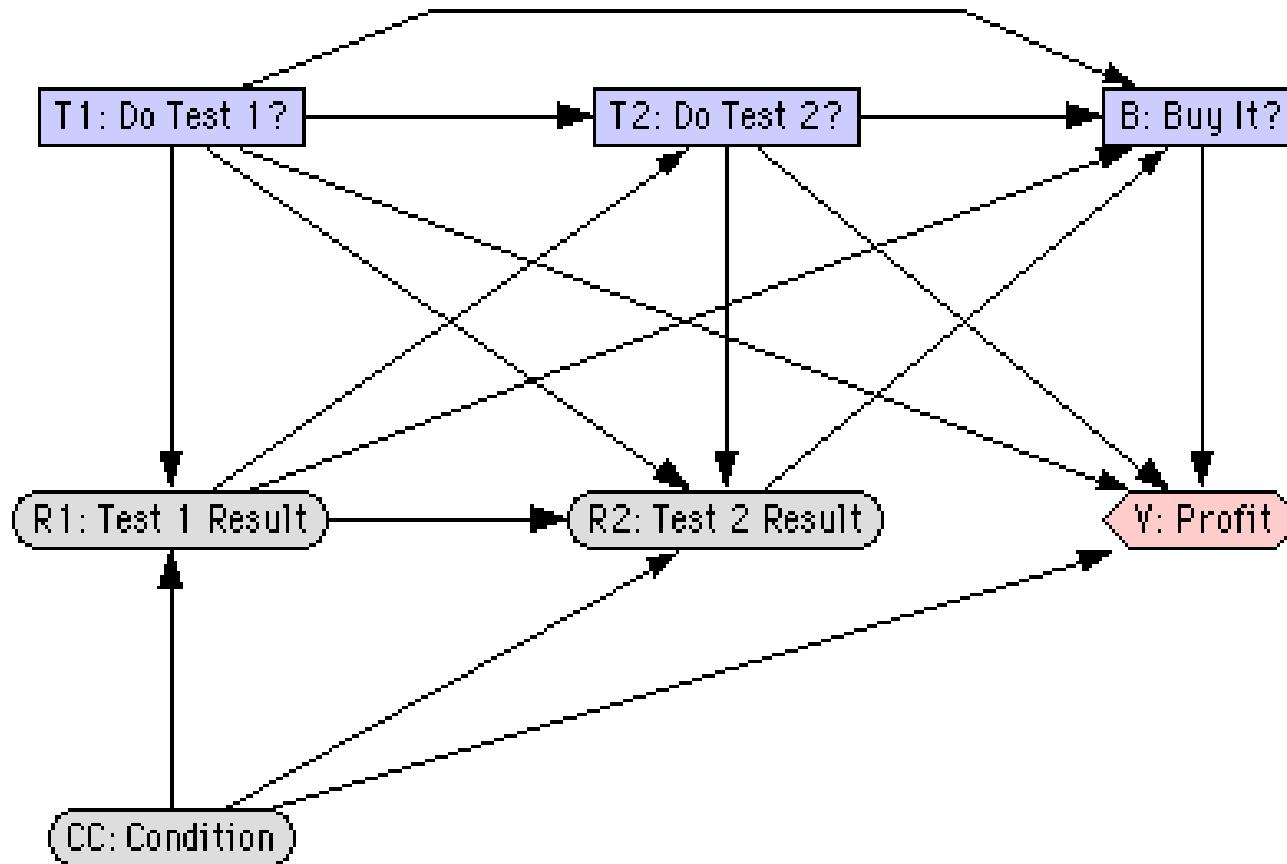 T1: Do Test 1?
T2: Do Test 2?
B: Buy It?
R1: Test 1 Result
R2: Test 2 Result
V: Profit
CC: Condition